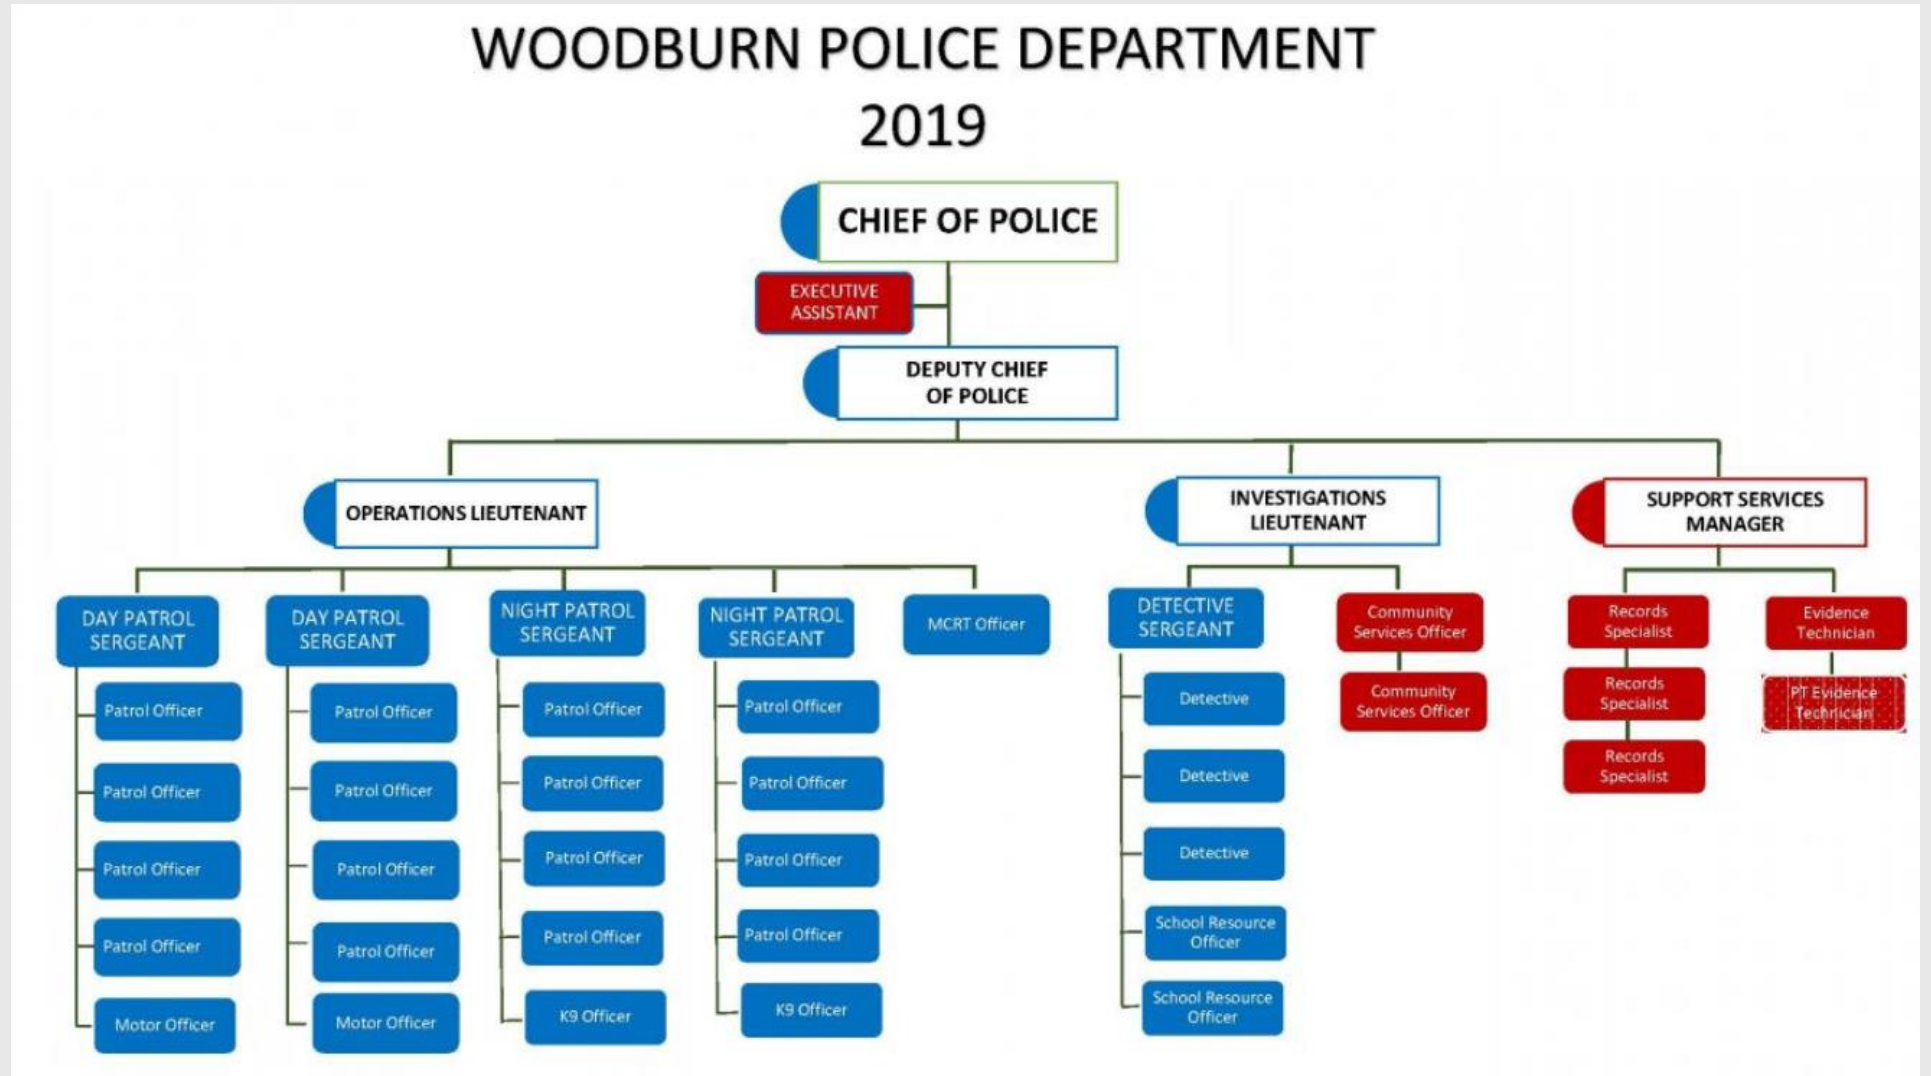 WOODBURN POLICE DEPARTMENT
2019
CHIEF OF POLICE
EXECUTIVE
ASSISTANT
DEPUTY CHIEF
OF POLICE
OPERATIONS LIEUTENANT
INVESTIGATIONS
LIEUTENANT
SUPPORT SERVICES
MANAGER
DAY PATROL
SERGEANT
Patrol Officer
Patrol Officer
Patrol Officer
Patrol Officer
Motor Officer
DAY PATROL
SERGEANT
Patrol Officer
Patrol Officer
Patrol Officer
Patrol Officer
Motor Officer
NIGHT PATROL
SERGEANT
Patrol Officer
Patrol Officer
Patrol Officer
Patrol Officer
K9 Officer
NIGHT PATROL
SERGEANT
Patrol Officer
Patrol Officer
Patrol Officer
Patrol Officer
K9 Officer
MCRT Officer
DETECTIVE
SERGEANT
Detective
Detective
Detective
School Resource
Officer
School Resource
Officer
Community
Services Officer
Community
Services Officer
Records
Specialist
Records
Specialist
Records
Specialist
Evidence
Technician
PT Evidence
Technician